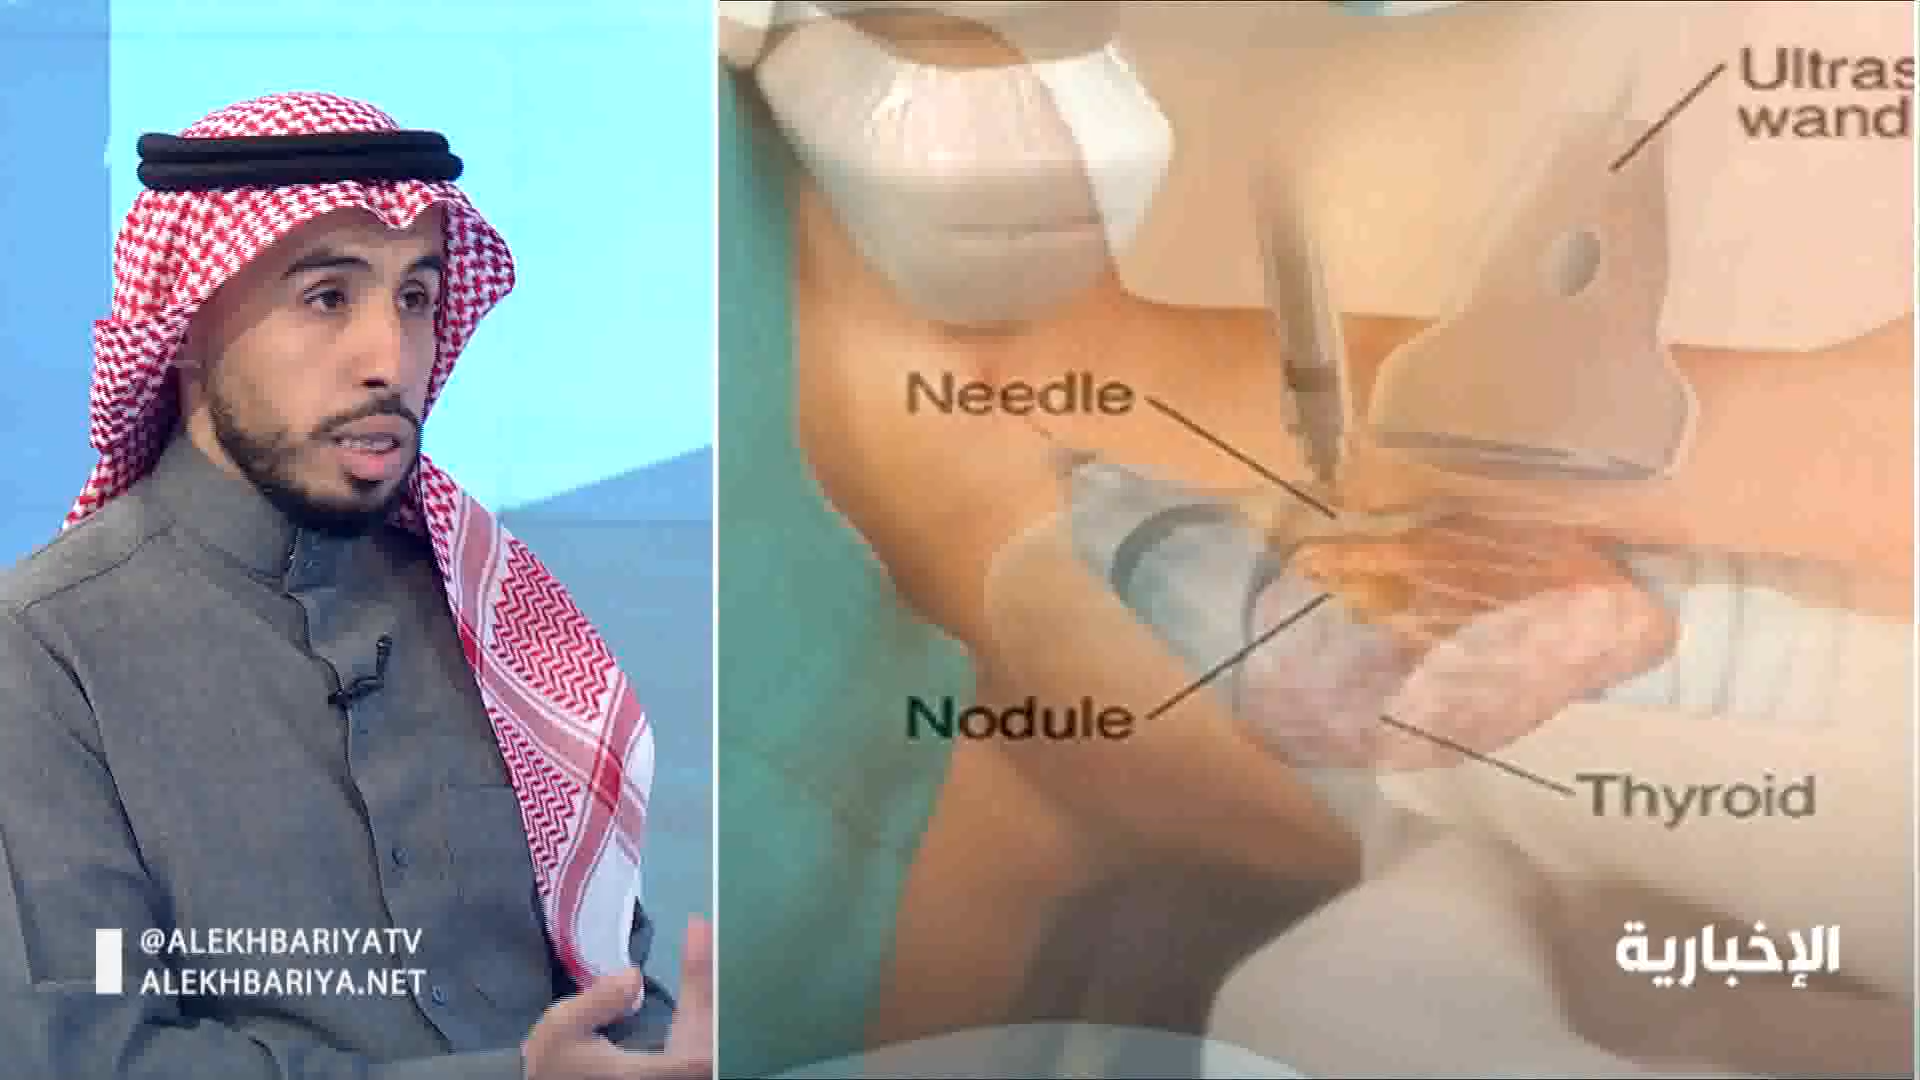 Ultras
wand
Needle
Nodule
Thyroid
@ALEKHBARIYATV
ALEKHBARIYA.NET
الإخبارية